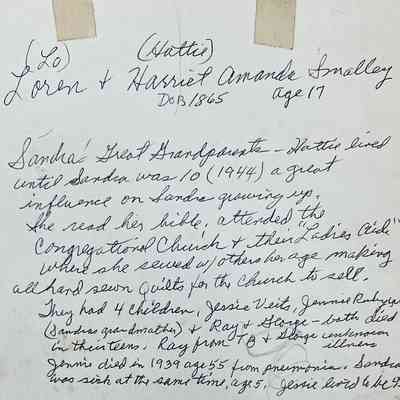 (Lo) (Hattie)
Loren & Harriet Amanda Smalley
DOB 1865 age 17
Sandra's Great Grandparents - Hattie lived
until Sandra was 10 (1944) a great
influence on Sandra growing up.
She read her bible, attended the
Congregational Church & their "Ladies Aide"
where she sewed w/others her age making
all hand sewn quilts for the church to sell.
They had 4 children, Jessie Veits, Jennie
(Sandras grandmother) & Ray & George - both died
in their teens. Ray from TB & George unknown
illness
Jennie died in 1939 age 55 from pneumonia. Sandra
was sick at the same time, age 5. Jessie lived to be